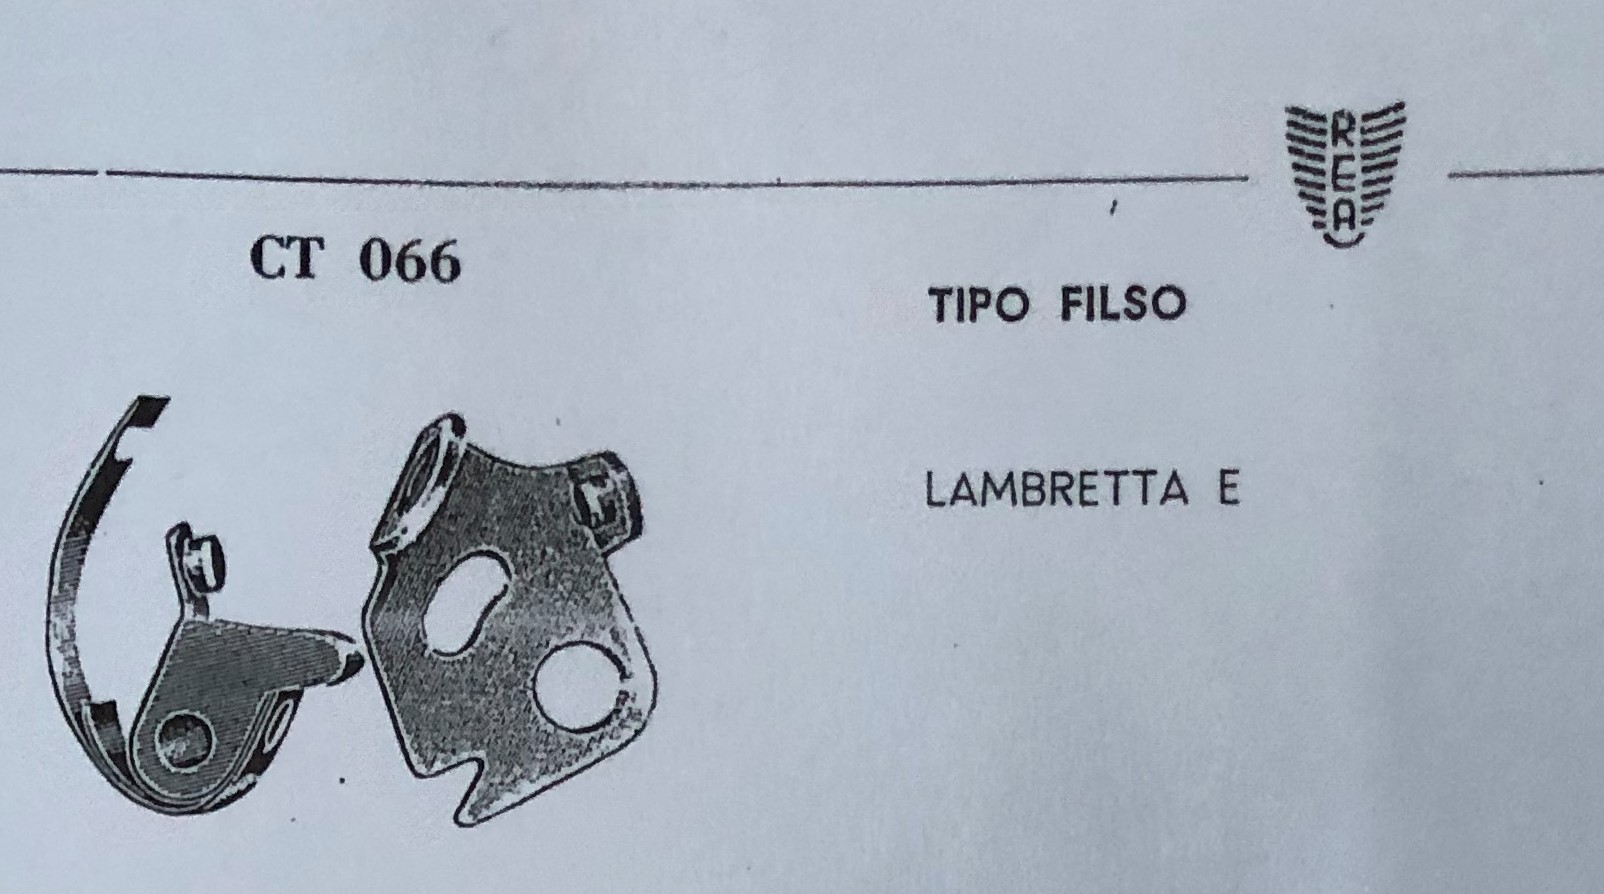 REA
CT 066
TIPO FILSO
LAMBRETTA E